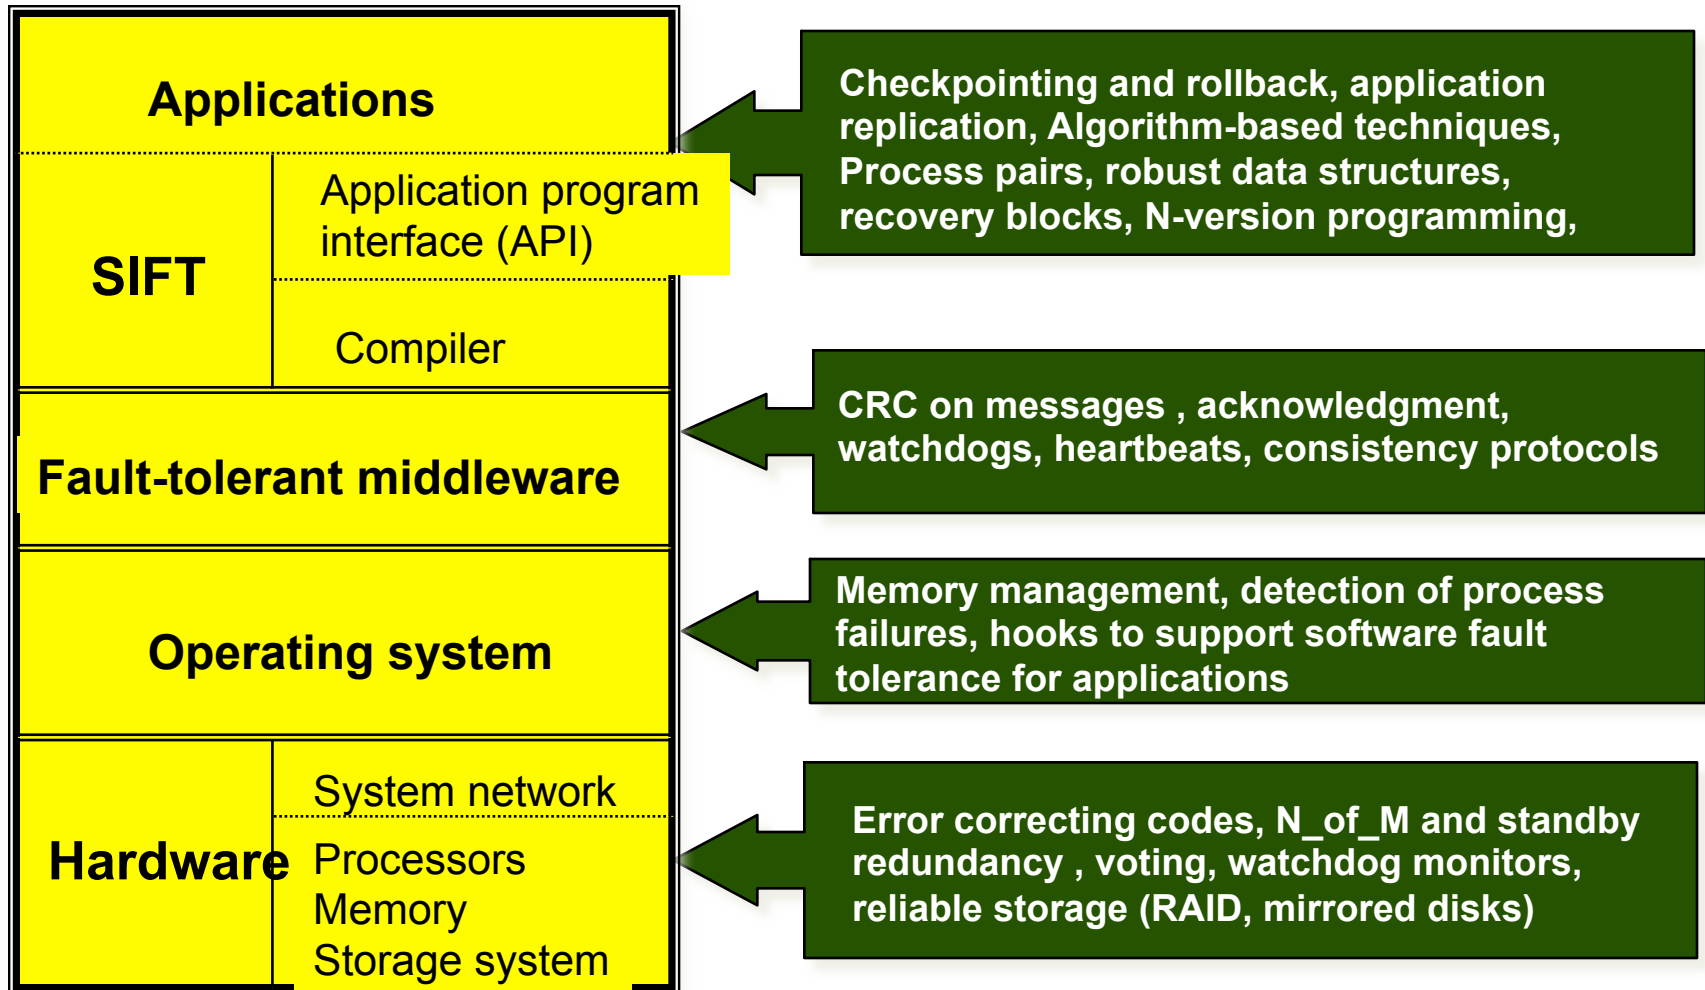 Applications
SIFT
Application program
interface (API)
Compiler
Fault-tolerant middleware
Operating system
Hardware
System network
Processors
Memory
Storage system
Checkpointing and rollback, application
replication, Algorithm-based techniques,
Process pairs, robust data structures,
recovery blocks, N-version programming,
CRC on messages , acknowledgment,
watchdogs, heartbeats, consistency protocols
Memory management, detection of process
failures, hooks to support software fault
tolerance for applications
Error correcting codes, N_of_M and standby
redundancy , voting, watchdog monitors,
reliable storage (RAID, mirrored disks)